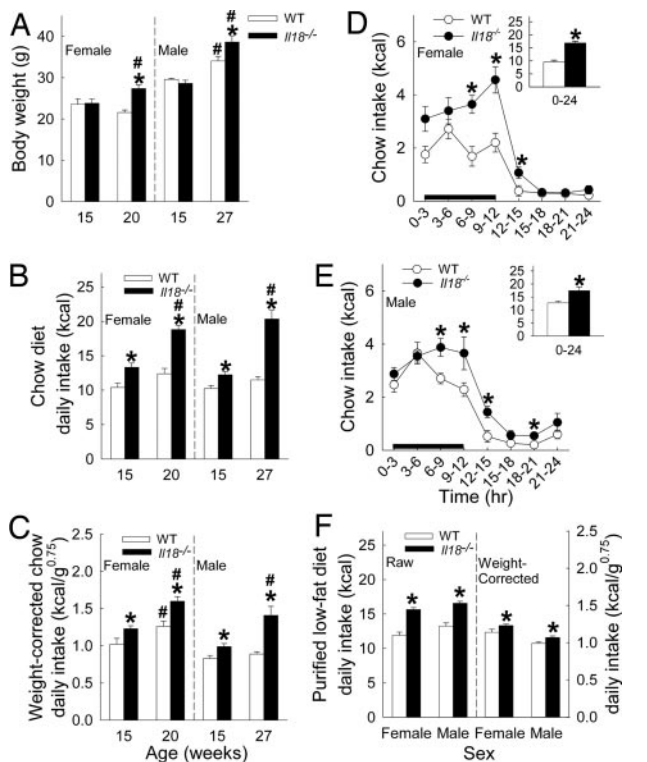 A
WT
Il18-/-
Female
Male
Body weight (g)
50
40
30
20
10
0
#
*
#
#
*
15
20
15
27
B
WT
Il18-/-
Female
Male
Chow diet
daily intake (kcal)
25
20
15
10
5
0
*
#
*
*
#
*
15
20
15
27
C
WT
Il18-/-
Female
Male
Weight-corrected chow
daily intake (kcal/g0.75)
2.5
2.0
1.5
1.0
0.5
0.0
*
#
#
*
*
#
*
15
20
15
27
Age (weeks)
D
WT
Il18-/-
Female
Chow intake (kcal)
6
4
2
0
*
*
*
25
20
15
10
5
0
*
0-24
0-3
3-6
6-9
9-12
12-15
15-18
18-21
21-24
E
WT
Il18-/-
Male
Chow intake (kcal)
6
4
2
0
*
*
*
*
25
20
15
10
5
0
*
0-24
0-3
3-6
6-9
9-12
12-15
15-18
18-21
21-24
Time (hr)
F
WT
Il18-/-
Raw
Weight-
Corrected
Purified low-fat diet
daily intake (kcal)
25
20
15
10
5
0
*
*
*
*
2.5
2.0
1.5
1.0
0.5
0.0
daily intake (kcal/g0.75)
Female
Male
Female
Male
Sex